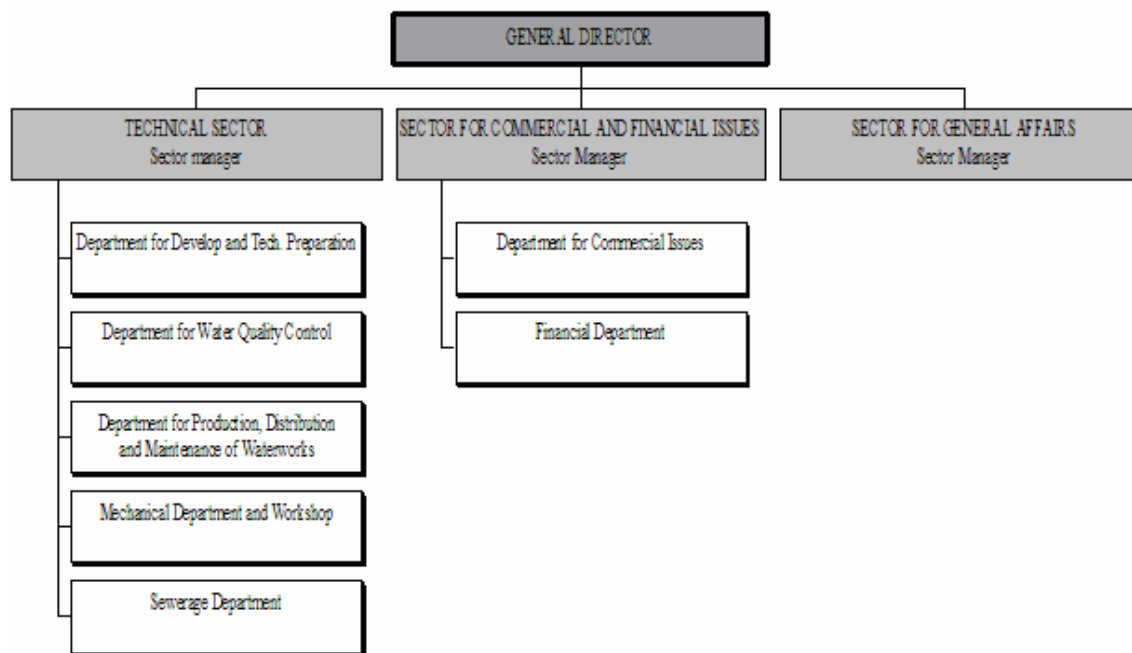 GENERAL DIRECTOR
TECHNICAL SECTOR
Sector manager
SECTOR FOR COMMERCIAL AND FINANCIAL ISSUES
Sector Manager
SECTOR FOR GENERAL AFFAIRS
Sector Manager
Department for Develop and Tech. Preparation
Department for Water Quality Control
Department for Production, Distribution
and Maintenance of Waterworks
Mechanical Department and Workshop
Sewerage Department
Department for Commercial Issues
Financial Department